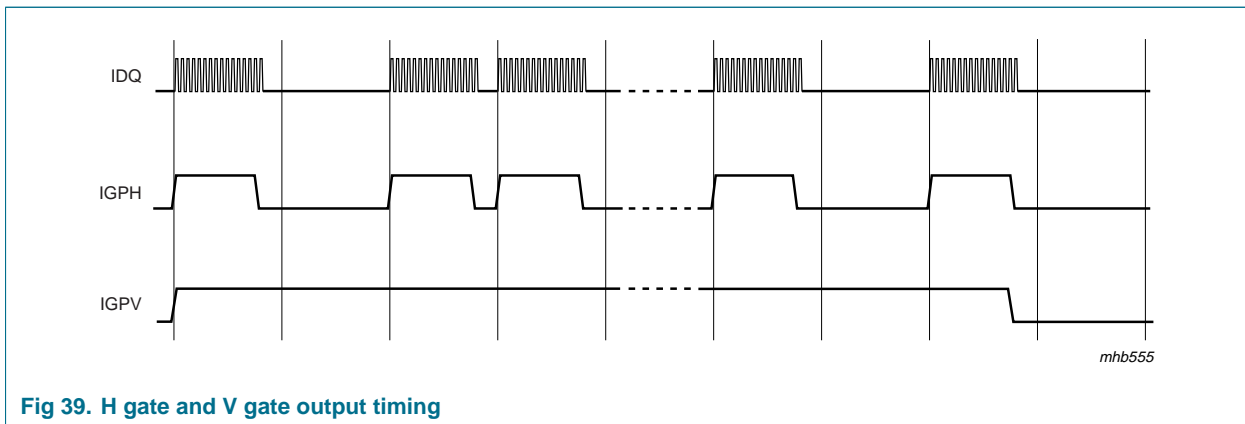 IDQ
IGPH
IGPV
mhb555
Fig 39. H gate and V gate output timing